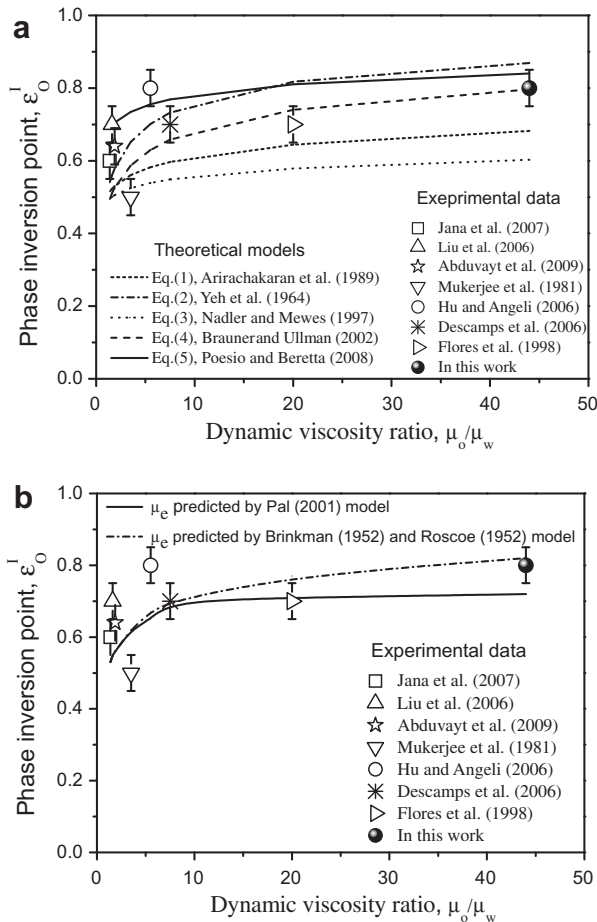 a
Phase inversion point, ε_O^I
1.0
0.8
0.6
0.4
0.2
0.0
Theoretical models
Eq.(1), Arirachakaran et al. (1989)
Eq.(2), Yeh et al. (1964)
Eq.(3), Nadler and Mewes (1997)
Eq.(4), Braunerand Ullman (2002)
Eq.(5), Poesio and Beretta (2008)
Exeprimental data
Jana et al. (2007)
Liu et al. (2006)
Abduvayt et al. (2009)
Mukerjee et al. (1981)
Hu and Angeli (2006)
Descamps et al. (2006)
Flores et al. (1998)
In this work
0 10 20 30 40 50
Dynamic viscosity ratio, μ_o/μ_w
b
Phase inversion point, ε_O^I
1.0
0.8
0.6
0.4
0.2
0.0
μ_e predicted by Pal (2001) model
μ_e predicted by Brinkman (1952) and Roscoe (1952) model
Experimental data
Jana et al. (2007)
Liu et al. (2006)
Abduvayt et al. (2009)
Mukerjee et al. (1981)
Hu and Angeli (2006)
Descamps et al. (2006)
Flores et al. (1998)
In this work
0 10 20 30 40 50
Dynamic viscosity ratio, μ_o/μ_w